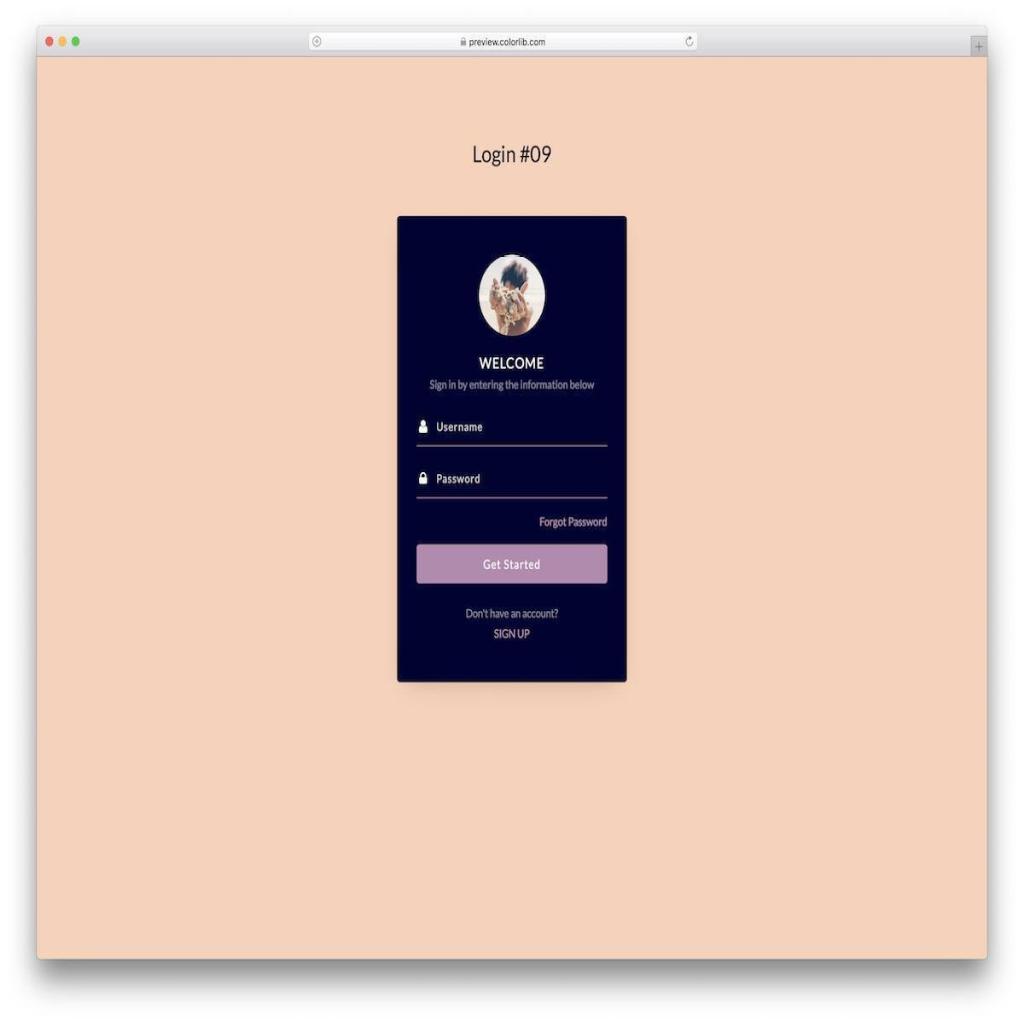 preview.colorlib.com
Login #09
WELCOME
Sign in by entering the information below
Username
Password
Forgot Password
Get Started
Don't have an account?
SIGN UP